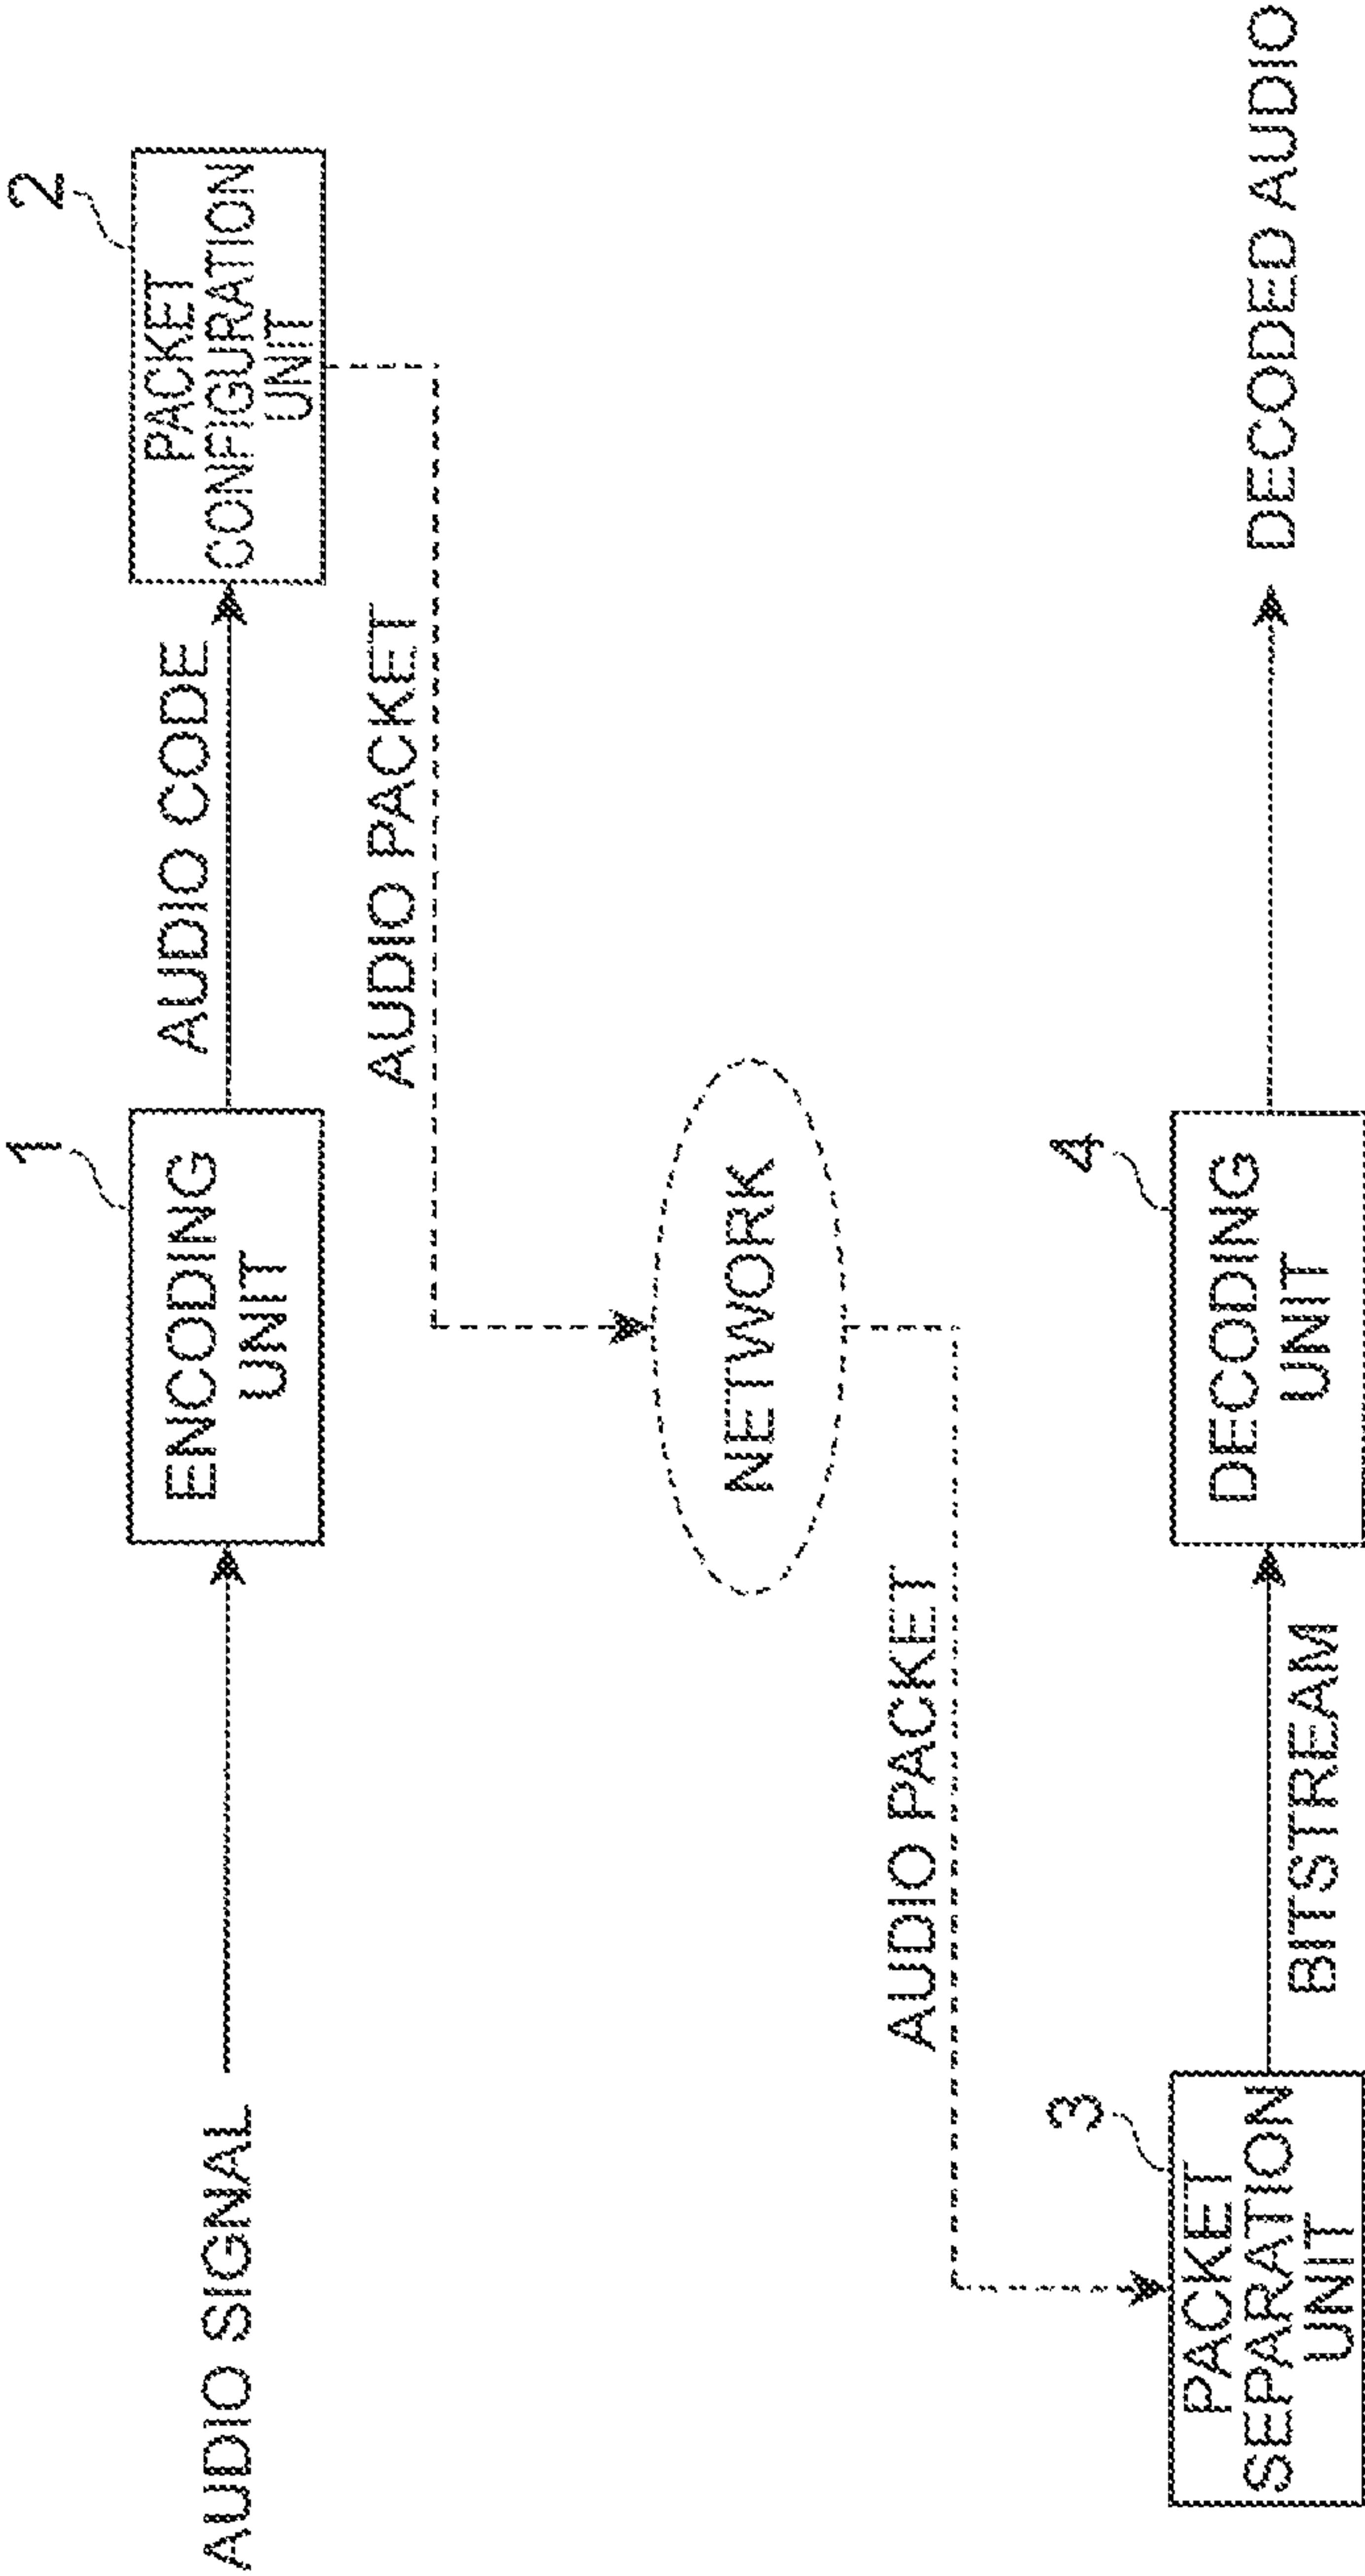 AUDIO SIGNAL
1
ENCODING
UNIT
AUDIO CODE
2
PACKET
CONFIGURATION
UNIT
AUDIO PACKET
NETWORK
AUDIO PACKET
3
PACKET
SEPARATION
UNIT
BITSTREAM
4
DECODING
UNIT
DECODED AUDIO